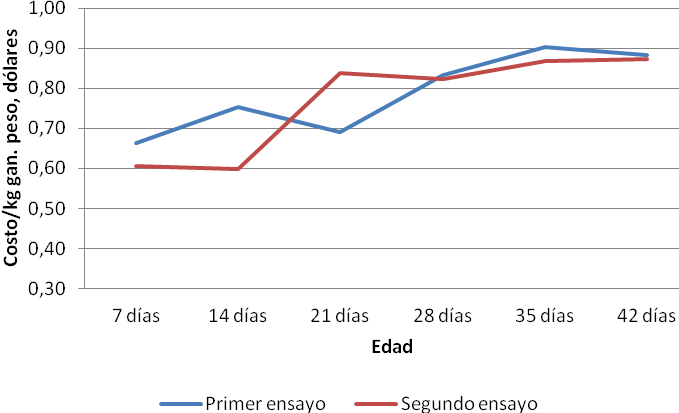 Costo/kg gan. peso, dólares
1,00
0,90
0,80
0,70
0,60
0,50
0,40
0,30
7 días 14 días 21 días 28 días 35 días 42 días
Edad
Primer ensayo Segundo ensayo